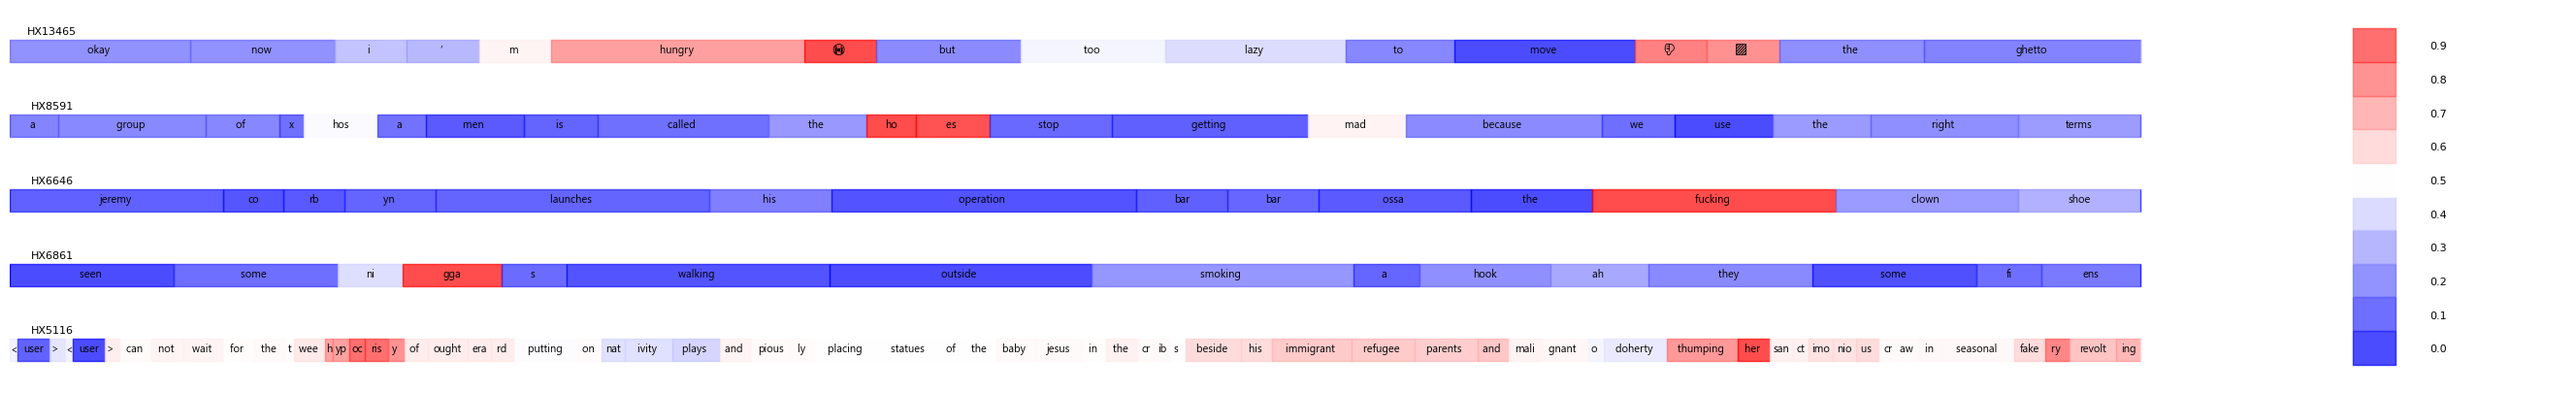 HX13465
okay now i ’ m hungry but too lazy to move the ghetto
0.9
0.8
HX8591
0.7
a group of x hos a men is called the ho es stop getting mad because we use the right terms
0.6
HX6646
0.5
jeremy co rb yn launches his operation bar bar ossa the fucking clown shoe
0.4
0.3
HX6861
seen some ni gga s walking outside smoking a hook ah they some fi ens
0.2
0.1
HX5116
< user > < user > can not wait for the t wee h yp oc ris y of ought era rd putting on nat ivity plays and pious ly placing statues of the baby jesus in the cr ib s beside his immigrant refugee parents and mali gnant o doherty thumping her san ct imo nio us cr aw in seasonal fake ry revolt ing
0.0